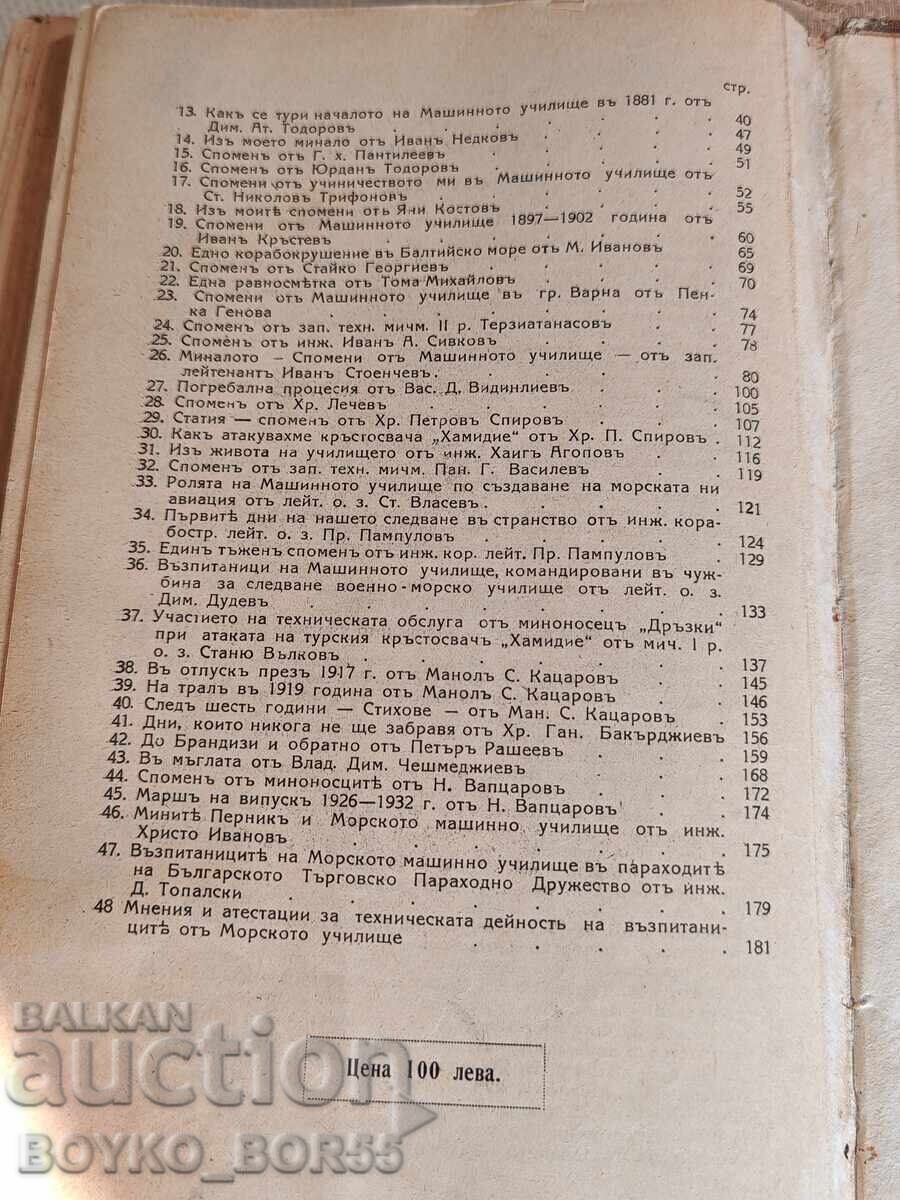 стр.
13. Какъ се тури началото на Машинното училище въ 1881 г. отъ
Дим. Ат. Тодоровъ . . . . . . . 40
14. Изъ моето минало отъ Иванъ Недковъ . . . . 47
15. Споменъ отъ Г. х. Пантилеевъ . . . . . 49
16. Споменъ отъ Юрданъ Тодоровъ . . . . . 51
17. Спомени отъ учиничеството ми въ Машинното училище отъ
Ст. Николовъ Трифоновъ . . . . . . 52
18. Изъ моитѣ спомени отъ Яни Костовъ . . . . 55
19. Спомени отъ Машинното училище 1897—1902 година отъ
Иванъ Кръстевъ . . . . . . . 60
20. Едно корабокрушение въ Балтийско море отъ М. Ивановъ 65
21. Споменъ отъ Стайко Георгиевъ . . . . . 69
22. Една равносмѣтка отъ Тома Михайловъ . . . . 70
23. Спомени отъ Машинното училище въ гр. Варна отъ Пен-
ка Генова . . . . . . . . 74
24. Споменъ отъ зап. техн. мичм. II р. Терзиатанасовъ . . 77
25. Споменъ от инж. Иванъ А. Сивковъ . . . . 78
26. Миналото — Спомени отъ Машинното училище — отъ зап.
лейтенантъ Иванъ Стоенчевъ . . . . . 80
27. Погребална процесия отъ Вас. Д. Видинлиевъ . . . 100
28. Споменъ отъ Хр. Лечевъ . . . . . . 105
29. Статия — споменъ отъ Хр. Петровъ Спировъ . . . 107
30. Какъ атакувахме кръстосвача „Хамидие“ отъ Хр. П. Спировъ . 112
31. Изъ живота на училището отъ инж. Хаигъ Агоповъ . . 116
32. Споменъ отъ зап. техн. мичм. Пан. Г. Василевъ . . . 119
33. Ролята на Машинното училище по създаване на морската ни
авиация отъ лейт. о. з. Ст. Власевъ . . . . . 121
34. Първитѣ дни на нашето следване въ странство отъ инж. кора-
бостр. лейт. о. з. Пр. Пампуловъ . . . . . 124
35. Единъ тъженъ споменъ отъ инж. кор. лейт. Пр. Пампуловъ . 129
36. Възпитаници на Машинното училище, командировани въ чуж-
бина за следване военно-морско училище отъ лейт. о. з.
Дим. Дудевъ . . . . . . . . 133
37. Участието на техническата обслуга отъ миноносецъ „Дръзки“
при атаката на турския кръстосвачъ „Хамидие“ отъ мич. I р.
о. з. Станю Вълковъ . . . . . . . 137
38. Въ отпускъ презъ 1917 г. отъ Манолъ С. Кацаровъ . . 145
39. На тралъ въ 1919 година отъ Манолъ С. Кацаровъ . . 146
40. Следъ шесть години — Стихове — отъ Ман. С. Кацаровъ . 153
41. Дни, които никога не ще забравя отъ Хр. Ган. Бакърджиевъ 156
42. До Брандизи и обратно отъ Петъръ Рашеевъ . . . 159
43. Въ мъглата отъ Влад. Дим. Чешмеджиевъ . . . . 168
44. Споменъ отъ миноносцитѣ отъ Н. Вапцаровъ . . . 172
45. Маршъ на випускъ 1926—1932 г. отъ Н. Вапцаровъ . . 174
46. Минитѣ Перникъ и Морското машинно училище отъ инж.
Христо Ивановъ . . . . . . . . 175
47. Възпитаницитѣ на Морското машинно училище въ параходитѣ
на Българското Търговско Параходно Дружество отъ инж.
Д. Топалски . . . . . . . . . 179
48 Мнения и атестации за техническата дейность на възпитани-
цитѣ отъ Морското училище . . . . . . 181
Цена 100 лева.
BALKAN
auction
BOYKO_BOR55